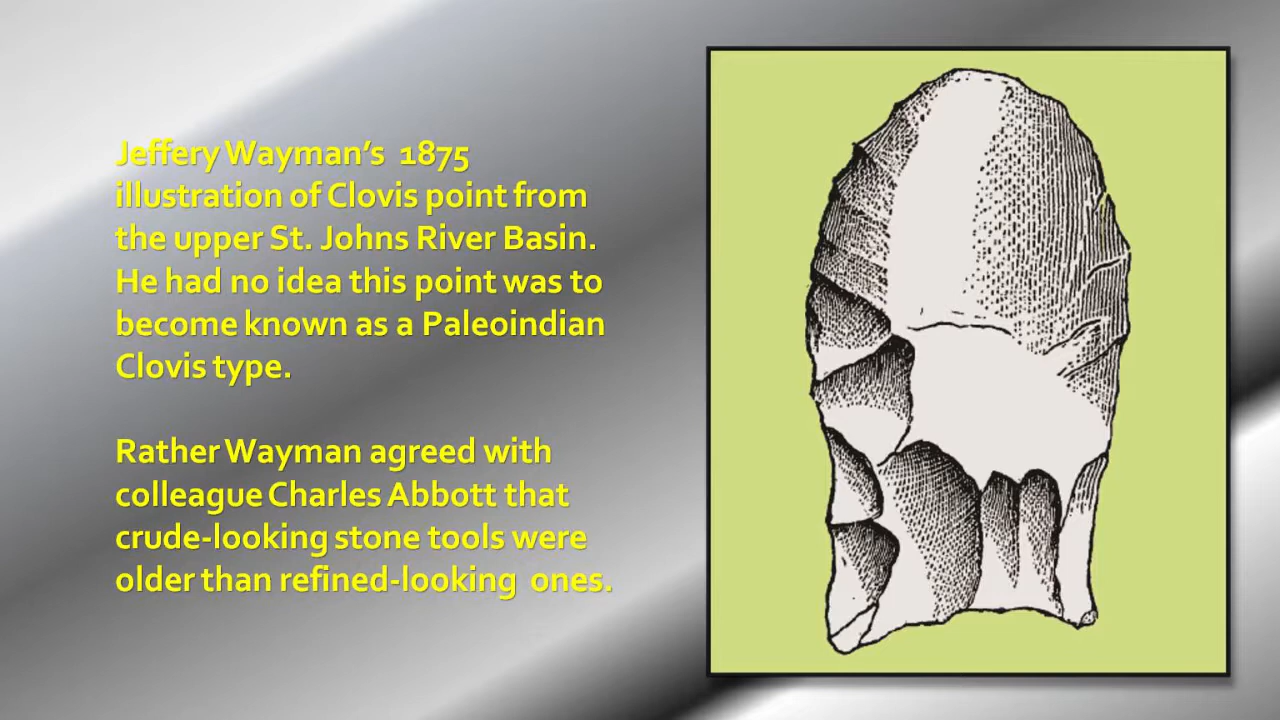 Jeffery Wayman's 1875
illustration of Clovis point from
the upper St. Johns River Basin.
He had no idea this point was to
become known as a Paleoindian
Clovis type.
Rather Wayman agreed with
colleague Charles Abbott that
crude-looking stone tools were
older than refined-looking ones.